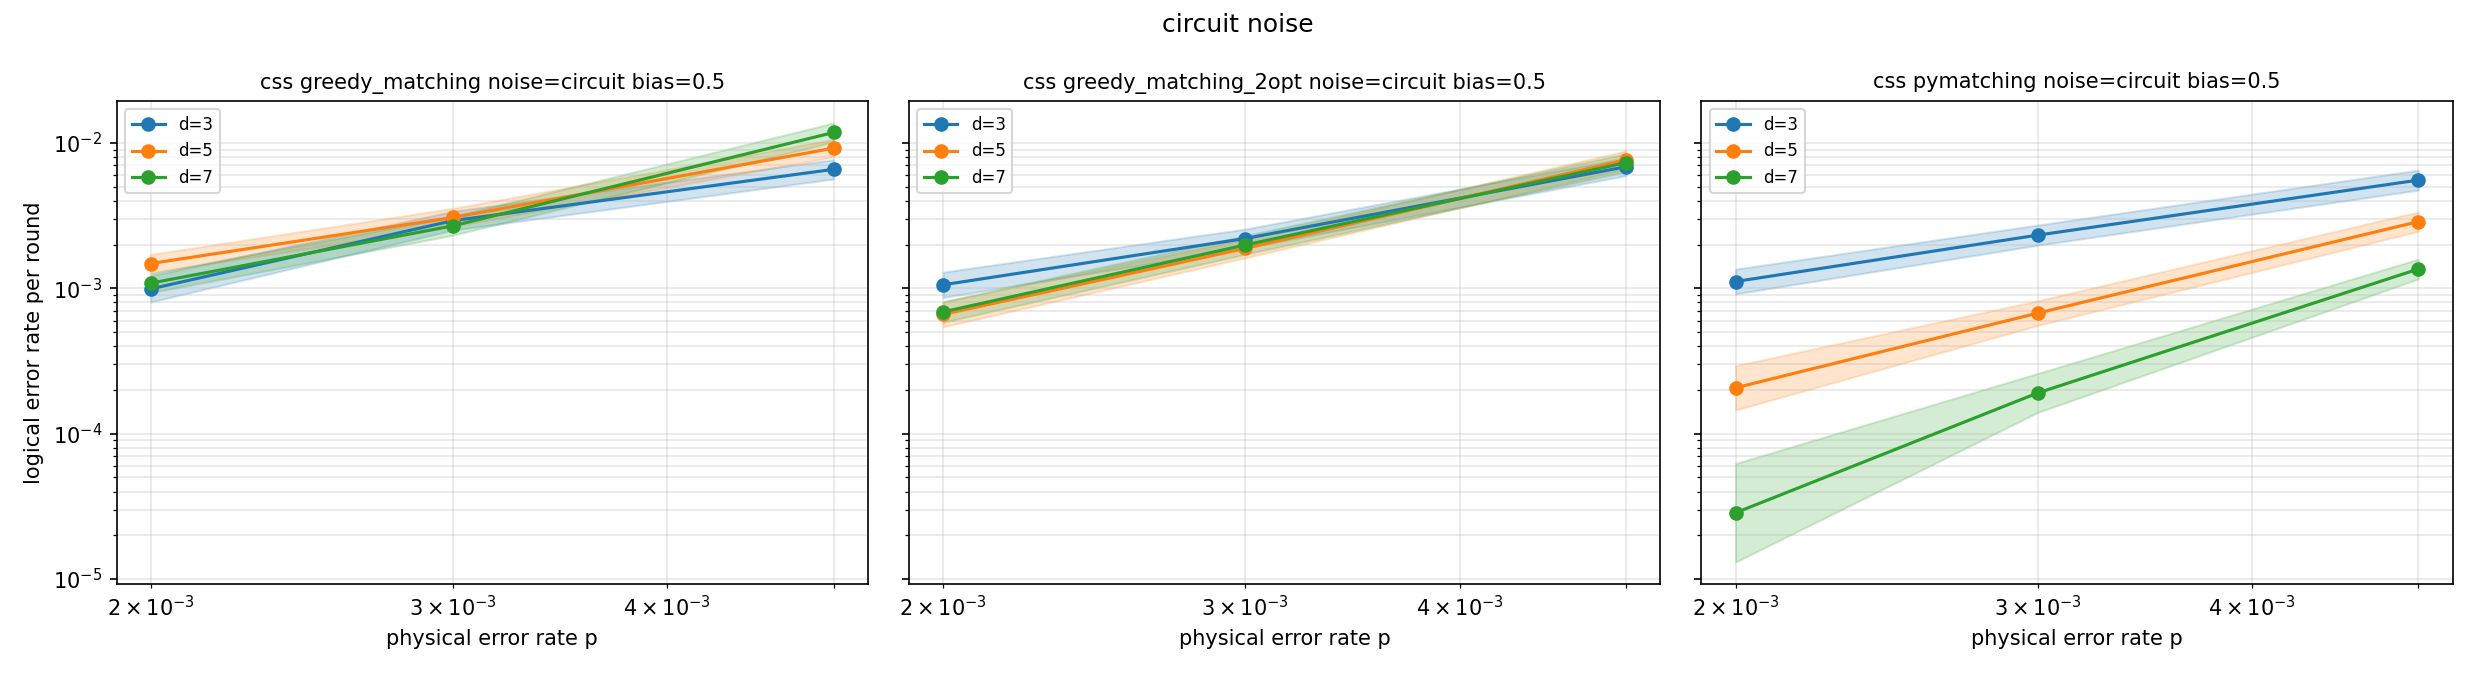 circuit noise
css greedy_matching noise=circuit bias=0.5
d=3
d=5
d=7
logical error rate per round
10⁻²
10⁻³
10⁻⁴
10⁻⁵
2 × 10⁻³
3 × 10⁻³
4 × 10⁻³
physical error rate p
css greedy_matching_2opt noise=circuit bias=0.5
d=3
d=5
d=7
2 × 10⁻³
3 × 10⁻³
4 × 10⁻³
physical error rate p
css pymatching noise=circuit bias=0.5
d=3
d=5
d=7
2 × 10⁻³
3 × 10⁻³
4 × 10⁻³
physical error rate p